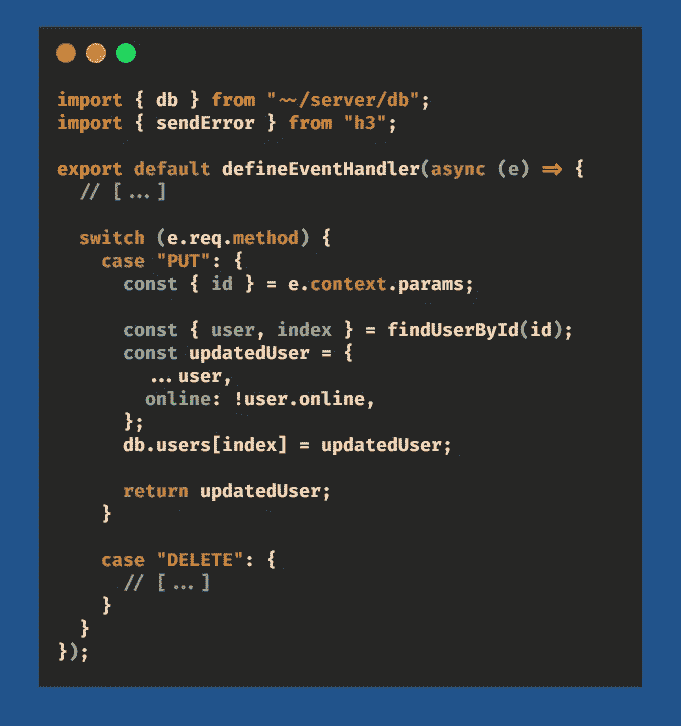 import { db } from "~~/server/db";
import { sendError } from "h3";

export default defineEventHandler(async (e) => {
  // [...]

  switch (e.req.method) {
    case "PUT": {
      const { id } = e.context.params;

      const { user, index } = findUserById(id);
      const updatedUser = {
        ...user,
        online: !user.online,
      };
      db.users[index] = updatedUser;

      return updatedUser;
    }

    case "DELETE": {
      // [...]
    }
  }
});